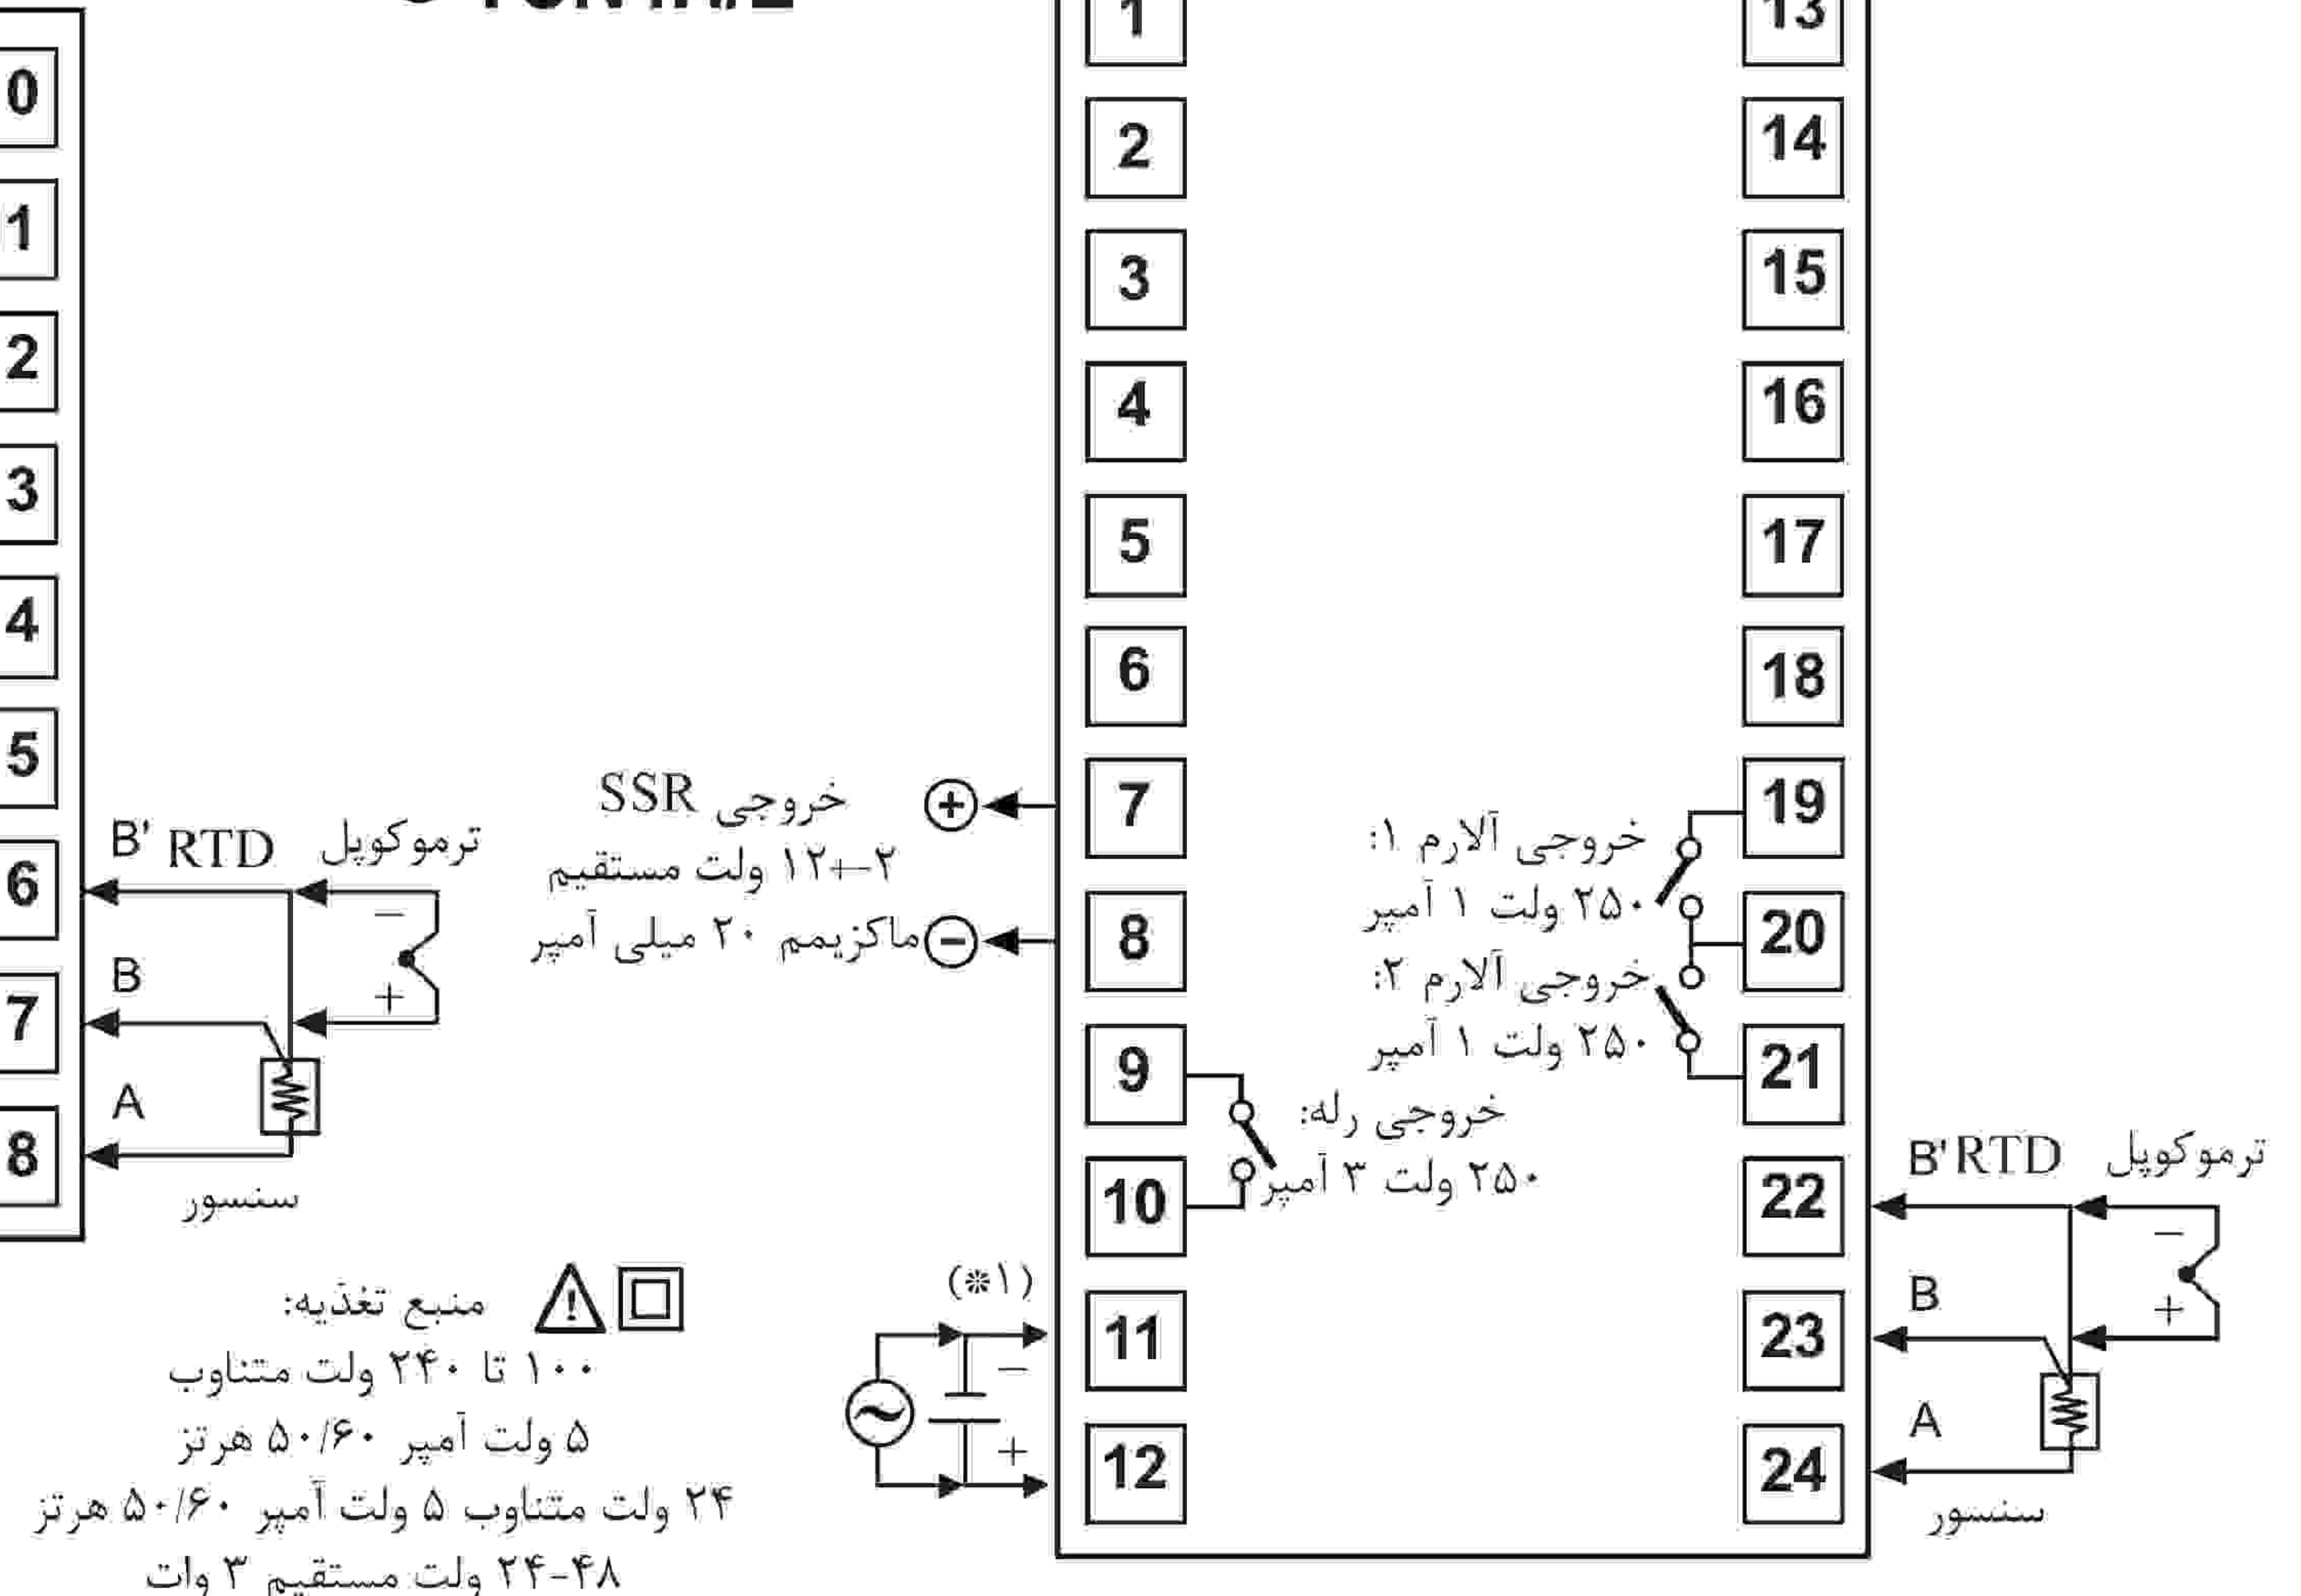 0
1
2
3
4
5
6
7
8
B' RTD ترموکوپل
−
B
+
A
سنسور
خروجی SSR
۱۲+−۲ ولت مستقیم
ماکزیمم ۲۰ میلی آمپر
+
−
1
2
3
4
5
6
7
8
9
10
11
12
خروجی آلارم ۱:
۲۵۰ ولت ۱ آمپر
خروجی آلارم ۲:
۲۵۰ ولت ۱ آمپر
خروجی رله:
۲۵۰ ولت ۳ آمپر
13
14
15
16
17
18
19
20
21
22
23
24
B' RTD ترموکوپل
−
B
+
A
سنسور
(*۱)
−
+
منبع تغذیه:
۱۰۰ تا ۲۴۰ ولت متناوب
۵ ولت آمپر ۵۰/۶۰ هرتز
۲۴ ولت متناوب ۵ ولت آمپر ۵۰/۶۰ هرتز
۲۴-۴۸ ولت مستقیم ۳ وات